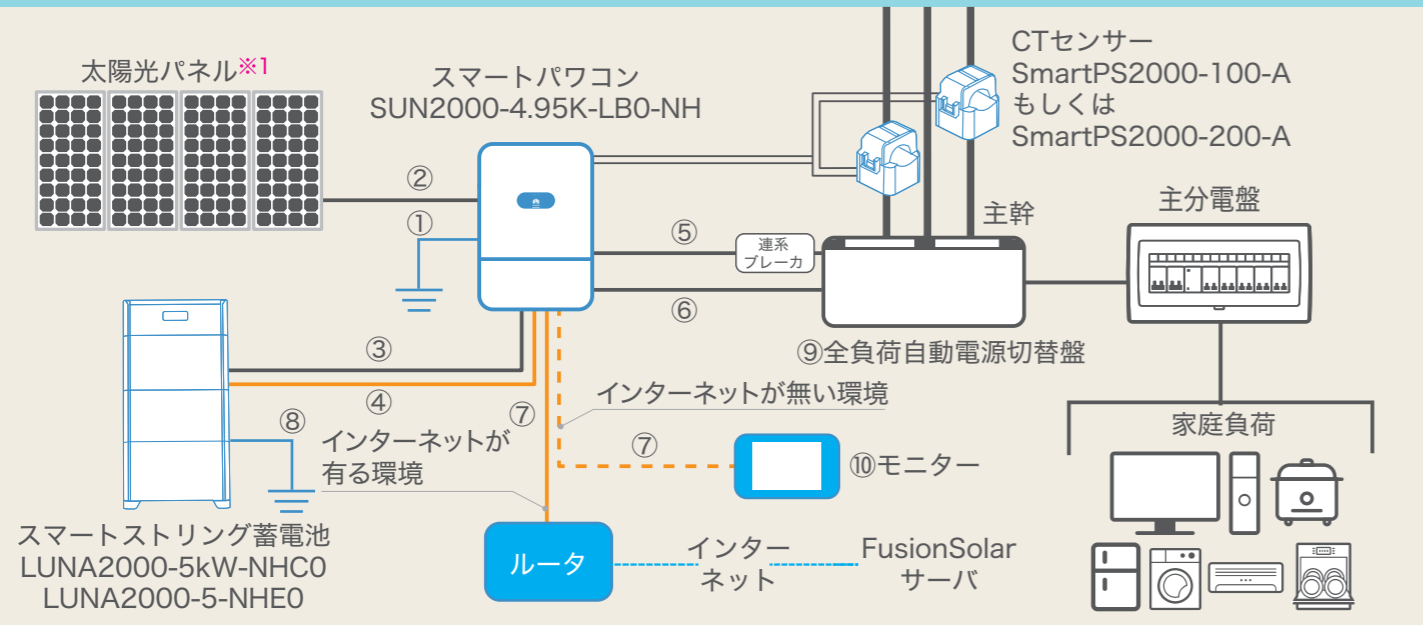 太陽光パネル※1
スマートパワコン
SUN2000-4.95K-LB0-NH
CTセンサー
SmartPS2000-100-A
もしくは
SmartPS2000-200-A
②
①
⑤
連系
ブレーカ
主幹
主分電盤
⑥
③
④
⑨全負荷自動電源切替盤
⑧
⑦
インターネットが無い環境
インターネットが
有る環境
⑦
⑩モニター
家庭負荷
スマートストリング蓄電池
LUNA2000-5kW-NHC0
LUNA2000-5-NHE0
ルータ
インター
ネット
FusionSolar
サーバ